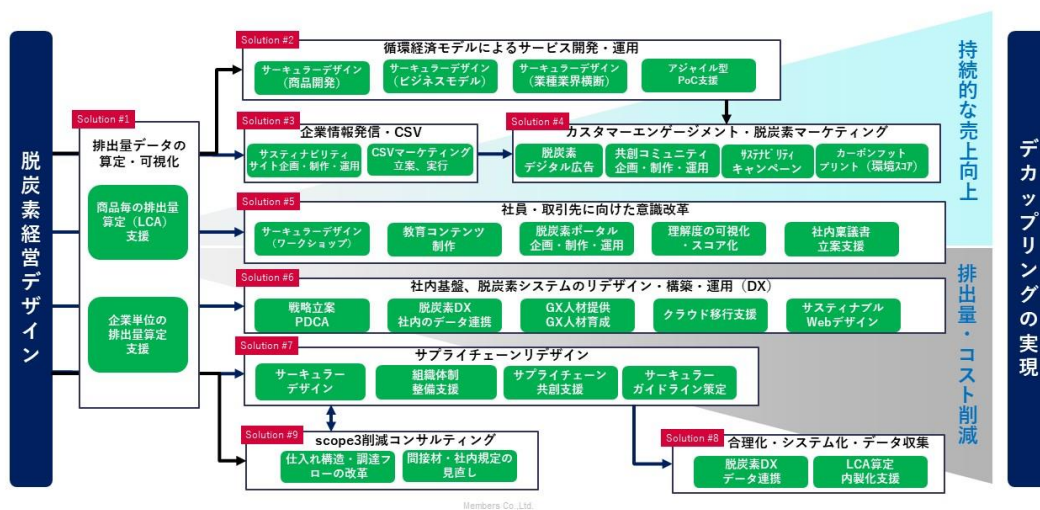 脱炭素経営デザイン
Solution #1
排出量データの
算定・可視化
商品毎の排出量
算定（LCA）
支援
企業単位の
排出量算定
支援
Solution #2
循環経済モデルによるサービス開発・運用
サーキュラーデザイン
（商品開発）
サーキュラーデザイン
（ビジネスモデル）
サーキュラーデザイン
（業種業界横断）
アジャイル型
PoC支援
Solution #3
企業情報発信・CSV
サスティナビリティ
サイト企画・制作・運用
CSVマーケティング
立案、実行
Solution #4
カスタマーエンゲージメント・脱炭素マーケティング
脱炭素
デジタル広告
共創コミュニティ
企画・制作・運用
サステナビリティ
キャンペーン
カーボンフット
プリント（環境スコア）
Solution #5
社員・取引先に向けた意識改革
サーキュラーデザイン
（ワークショップ）
教育コンテンツ
制作
脱炭素ポータル
企画・制作・運用
理解度の可視化
・スコア化
社内稟議書
立案支援
Solution #6
社内基盤、脱炭素システムのリデザイン・構築・運用（DX）
戦略立案
PDCA
脱炭素DX
社内のデータ連携
GX人材提供
GX人材育成
クラウド移行支援
サスティナブル
Webデザイン
Solution #7
サプライチェーンリデザイン
サーキュラー
デザイン
組織体制
整備支援
サプライチェーン
共創支援
サーキュラー
ガイドライン策定
Solution #9
scope3削減コンサルティング
仕入れ構造・調達フ
ローの改革
間接材・社内規定の
見直し
Solution #8
合理化・システム化・データ収集
脱炭素DX
データ連携
LCA算定
内製化支援
持続的な売上向上
排出量・コスト削減
デカップリングの実現
Members Co.,Ltd.